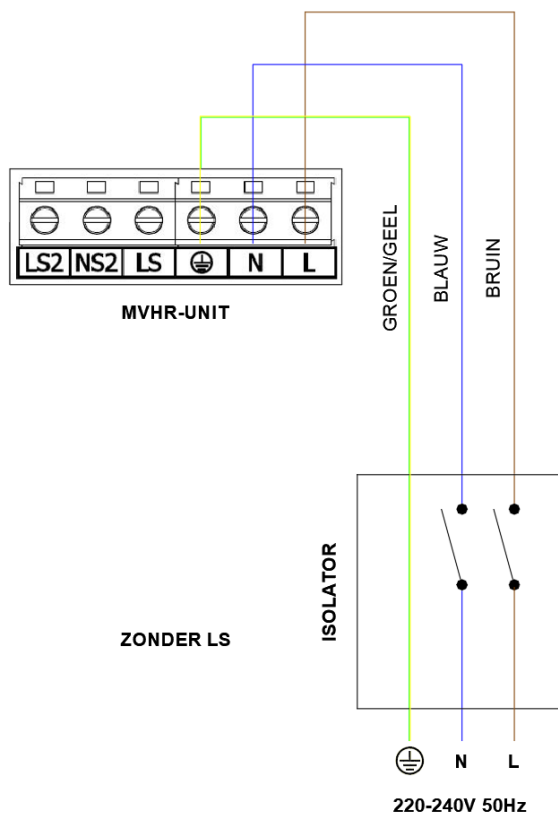 LS2 NS2 LS N L
MVHR-UNIT
GROEN/GEEL
BLAUW
BRUIN
ISOLATOR
ZONDER LS
N L
220-240V 50Hz